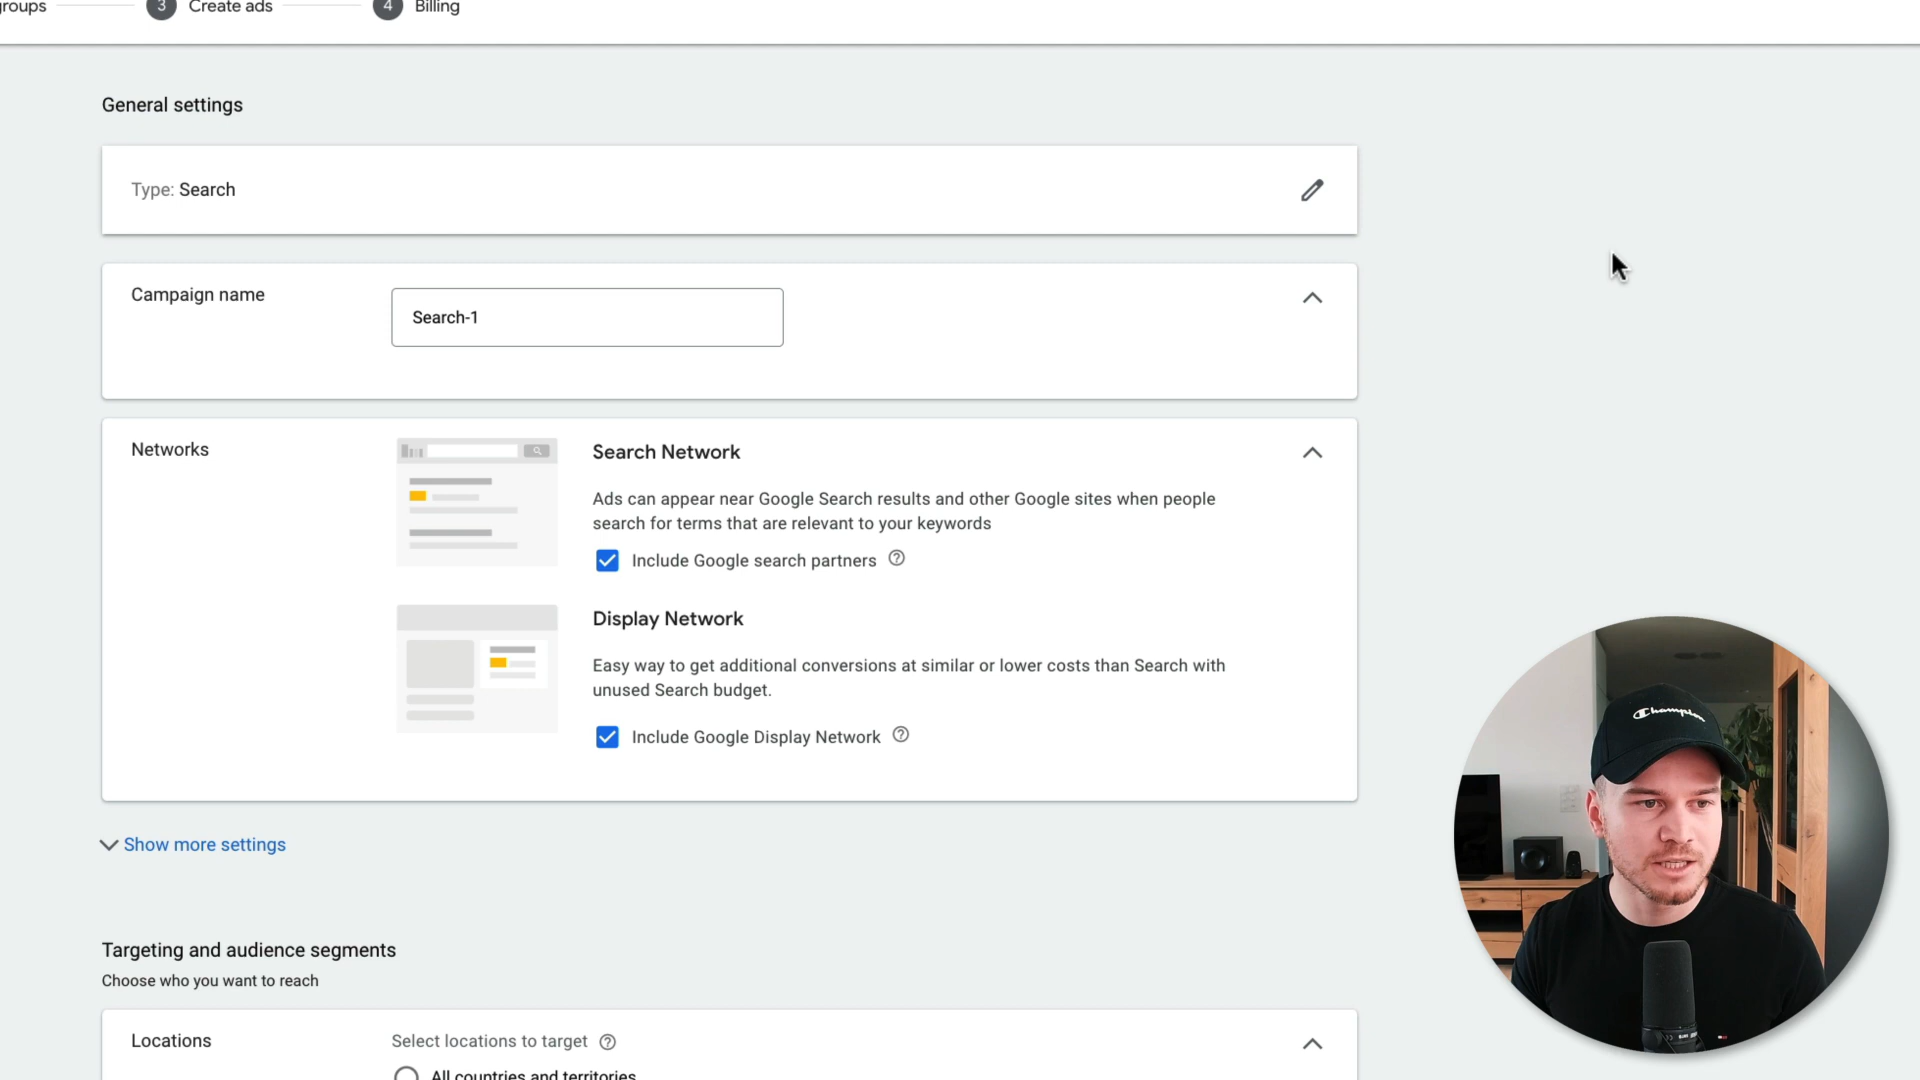 roups
3 Create ads
4 Billing
General settings
Type: Search
Campaign name
Search-1
Networks
Search Network
Ads can appear near Google Search results and other Google sites when people
search for terms that are relevant to your keywords
Include Google search partners
Display Network
Easy way to get additional conversions at similar or lower costs than Search with
unused Search budget.
Include Google Display Network
Show more settings
Targeting and audience segments
Choose who you want to reach
Locations
Select locations to target
All countries and territories
Champion